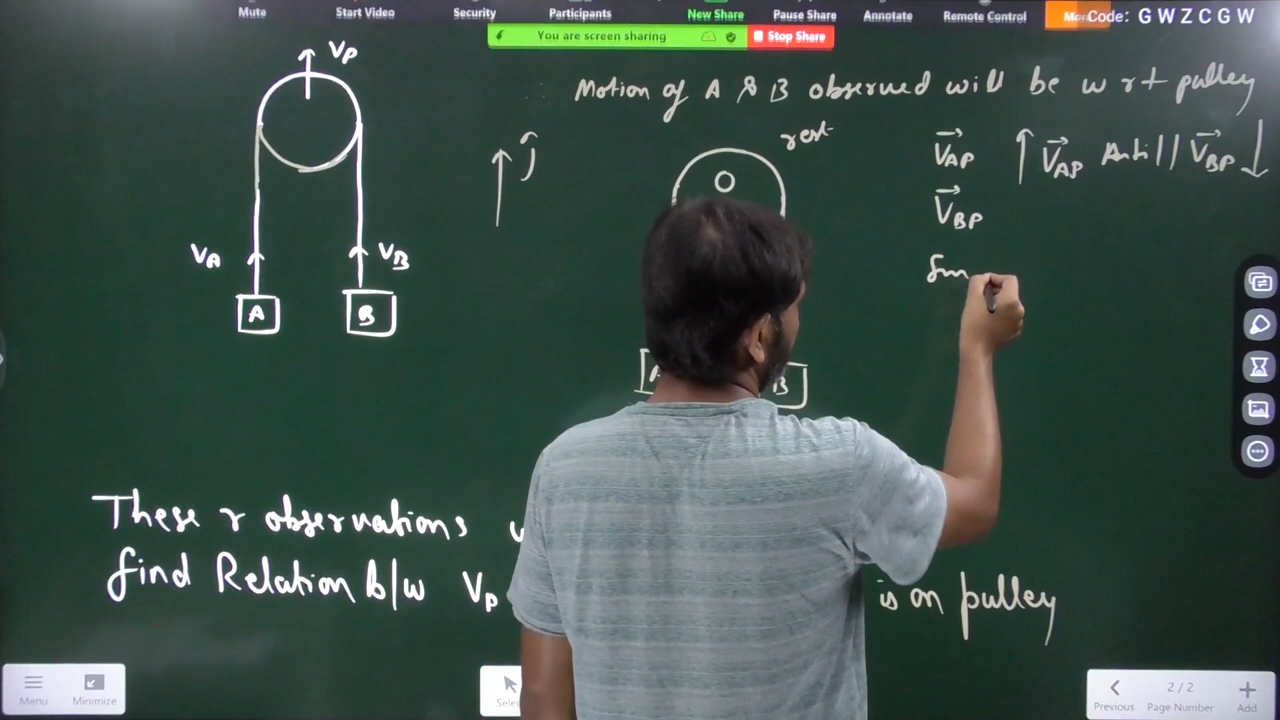 Mute Start Video Security Participants New Share Pause Share Annotate Remote Control
Code: G W Z C G W
You are screen sharing Stop Share
VP
Motion of A & B observed will be w r t pulley
ĵ
rest
VAP VAP Anti || VBP
VBP
VA VB
A B
B
These r observations
find Relation b/w VP is on pulley
Menu Minimize
Previous 2/2 Page Number Add